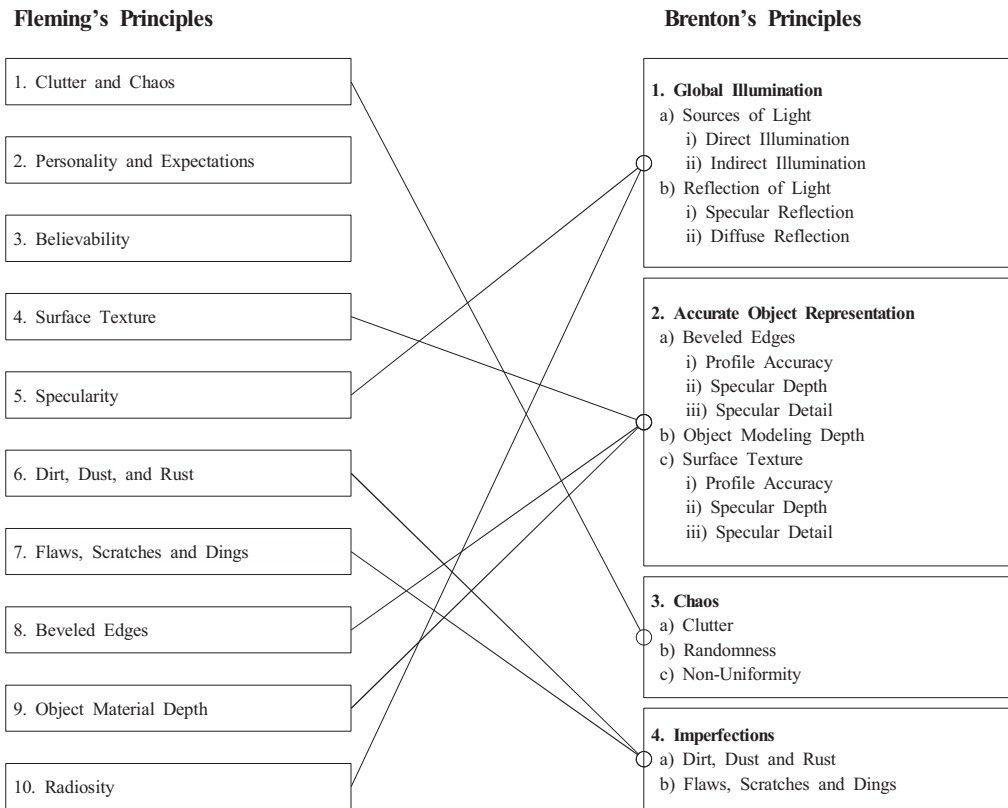 Fleming's Principles
1. Clutter and Chaos
2. Personality and Expectations
3. Believability
4. Surface Texture
5. Specularity
6. Dirt, Dust, and Rust
7. Flaws, Scratches and Dings
8. Beveled Edges
9. Object Material Depth
10. Radiosity
Brenton's Principles
1. Global Illumination
a) Sources of Light
i) Direct Illumination
ii) Indirect Illumination
b) Reflection of Light
i) Specular Reflection
ii) Diffuse Reflection
2. Accurate Object Representation
a) Beveled Edges
i) Profile Accuracy
ii) Specular Depth
iii) Specular Detail
b) Object Modeling Depth
c) Surface Texture
i) Profile Accuracy
ii) Specular Depth
iii) Specular Detail
3. Chaos
a) Clutter
b) Randomness
c) Non-Uniformity
4. Imperfections
a) Dirt, Dust and Rust
b) Flaws, Scratches and Dings